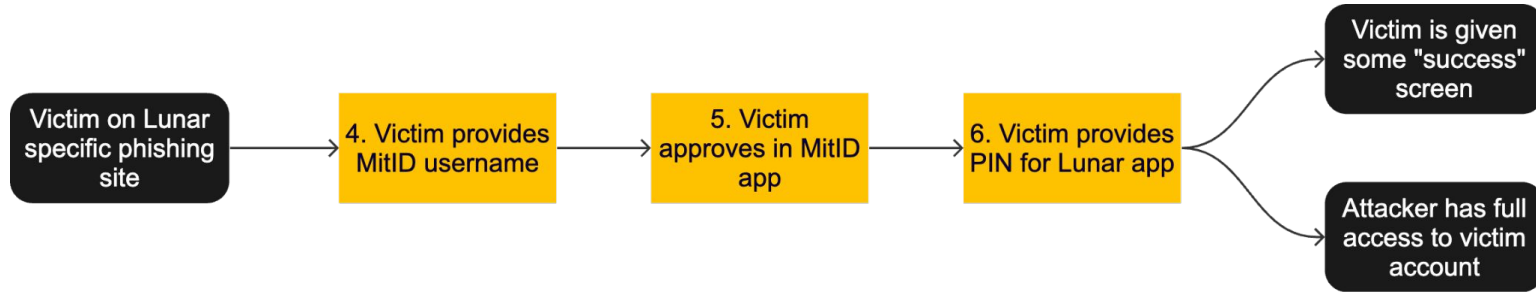 Victim on Lunar
specific phishing
site
4. Victim provides
MitID username
5. Victim
approves in MitID
app
6. Victim provides
PIN for Lunar app
Victim is given
some "success"
screen
Attacker has full
access to victim
account